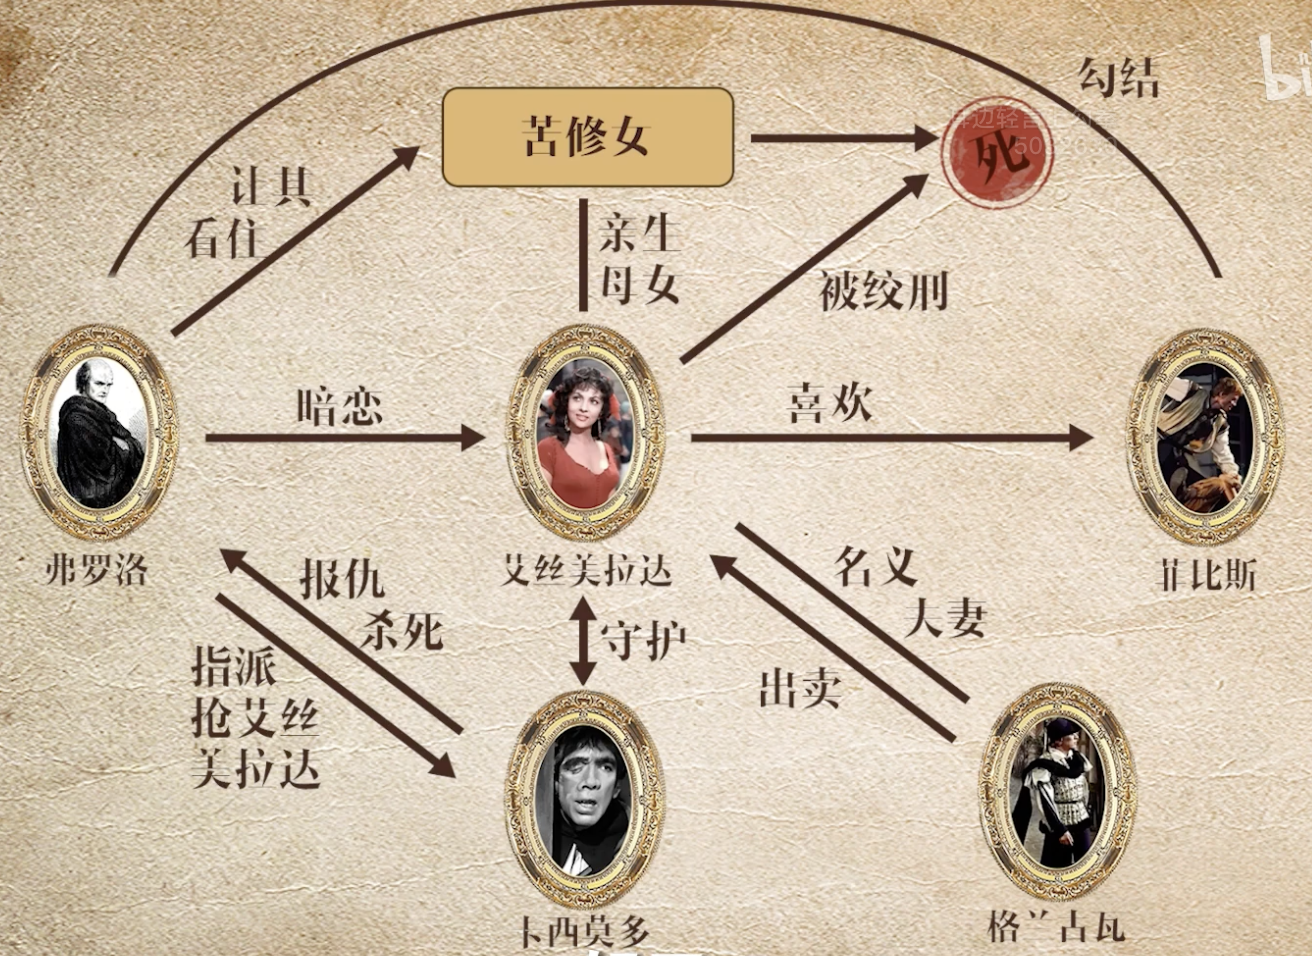 勾结
苦修女
死
让其
看住
亲生
母女
被绞刑
暗恋
喜欢
弗罗洛
艾丝美拉达
菲比斯
报仇
杀死
名义
夫妻
守护
出卖
指派
抢艾丝
美拉达
卡西莫多
格兰古瓦